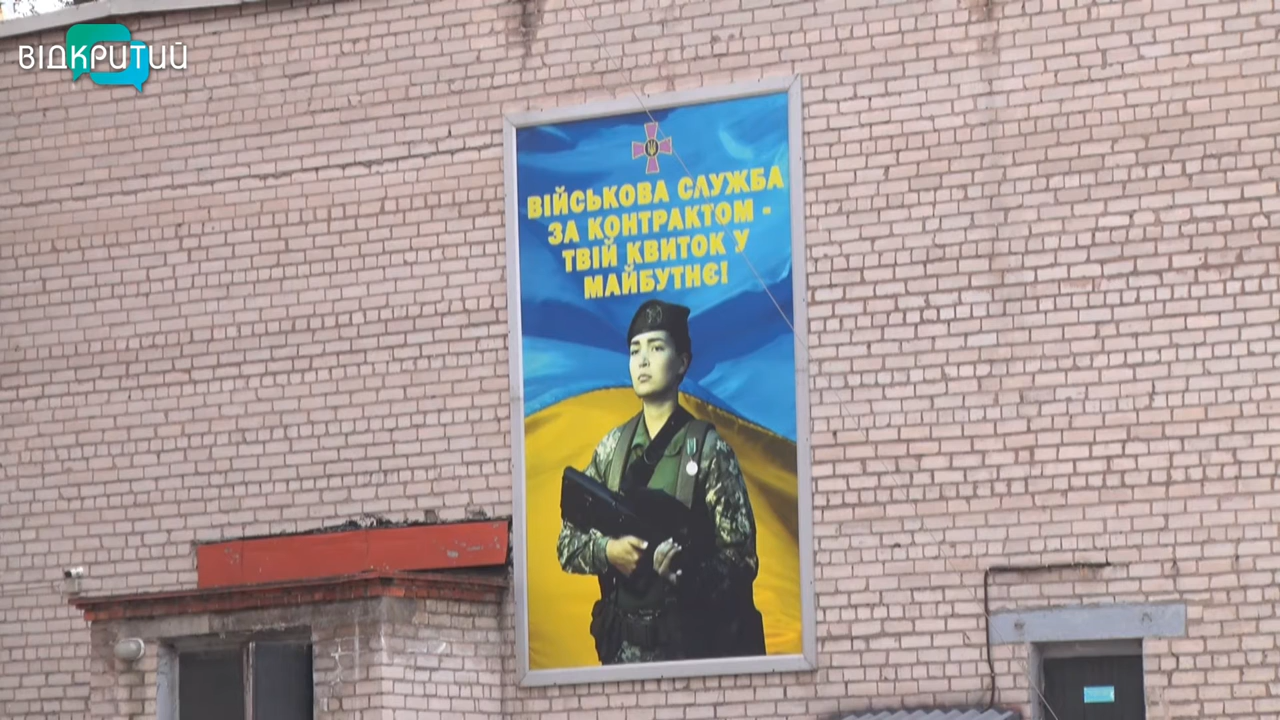 ВІДКРИТИЙ
ВІЙСЬКОВА СЛУЖБА
ЗА КОНТРАКТОМ -
ТВІЙ КВИТОК У
МАЙБУТНЄ!